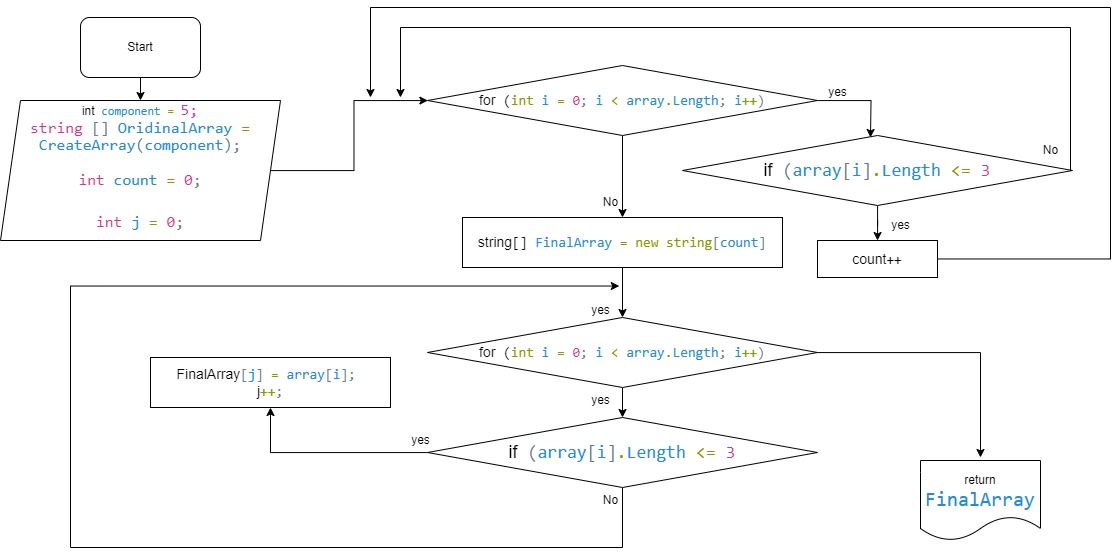 Start
int component = 5;
string [] OridinalArray =
CreateArray(component);
int count = 0;
int j = 0;
for (int i = 0; i < array.Length; i++)
yes
if (array[i].Length <= 3
No
yes
count++
No
string[] FinalArray = new string[count]
yes
for (int i = 0; i < array.Length; i++)
yes
if (array[i].Length <= 3
yes
FinalArray[j] = array[i];
j++;
No
return
FinalArray